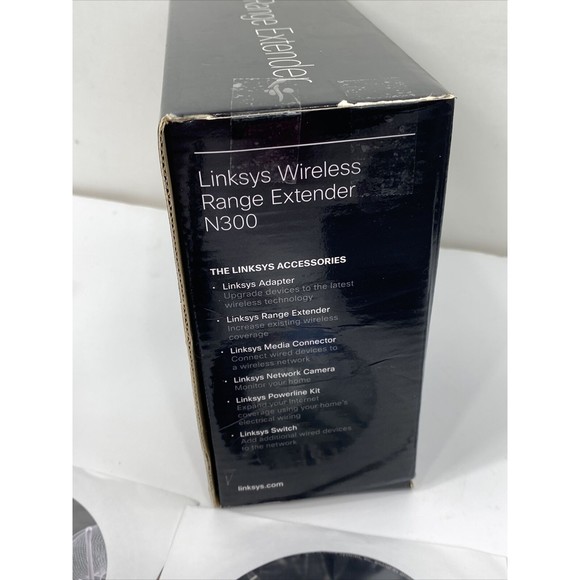 Range Extender
Linksys Wireless
Range Extender
N300
THE LINKSYS ACCESSORIES
• Linksys Adapter
Upgrade devices to the latest
wireless technology
• Linksys Range Extender
Increase existing wireless
coverage
• Linksys Media Connector
Connect wired devices to
a wireless network
• Linksys Network Camera
Monitor your home
• Linksys Powerline Kit
Expand your Internet
coverage using your home's
electrical wiring
• Linksys Switch
Add additional wired devices
to the network
linksys.com